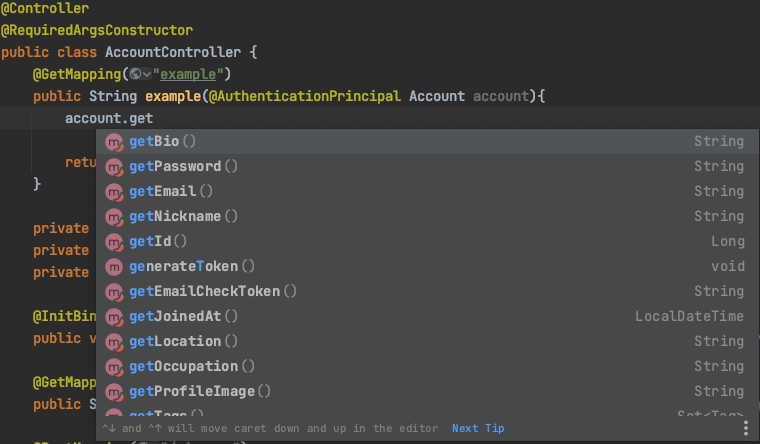 @Controller
@RequiredArgsConstructor
public class AccountController {
@GetMapping("example")
public String example(@AuthenticationPrincipal Account account){
account.get
getBio() String
retu
getPassword() String
}
getEmail() String
getNickname() String
private
getId() Long
private
generateToken() void
private
getEmailCheckToken() String
@InitBin
getJoinedAt() LocalDateTime
public v
getLocation() String
getOccupation() String
@GetMapp
getProfileImage() String
public S
getTags() Set<Tag>
^↓ and ^↑ will move caret down and up in the editor Next Tip